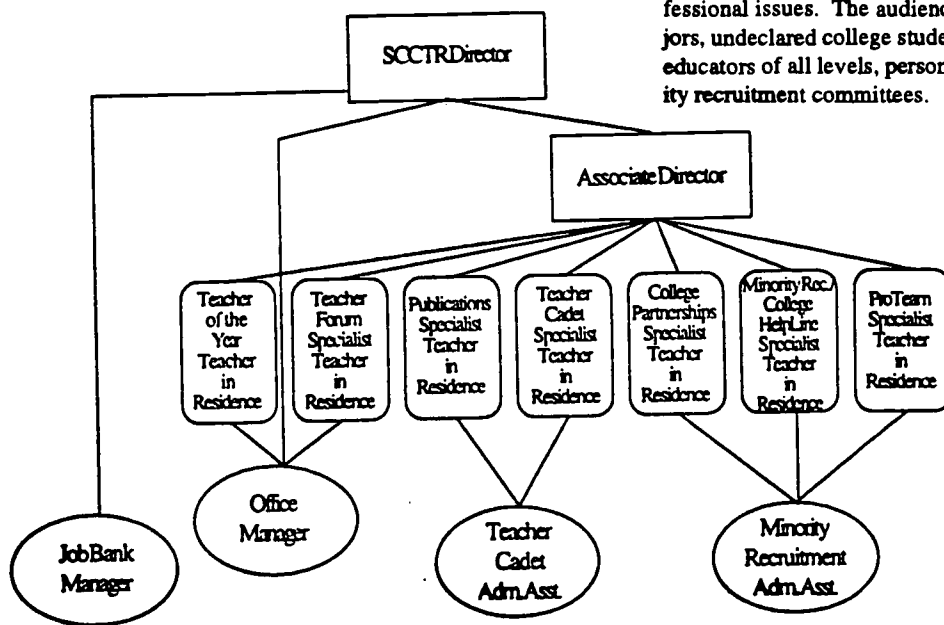 fessional issues. The audienc
jors, undeclared college stude
educators of all levels, person
ity recruitment committees.
SCCTR Director
Associate Director
Teacher
of the
Year
Teacher
in
Residence
Teacher
Forum
Specialist
Teacher
in
Residence
Publications
Specialist
Teacher
in
Residence
Teacher
Cadet
Specialist
Teacher
in
Residence
College
Partnerships
Specialist
Teacher
in
Residence
Minority Rec./
College
HelpLine
Specialist
Teacher
in
Residence
ProTeam
Specialist
Teacher
in
Residence
Office
Manager
Job Bank
Manager
Teacher
Cadet
Adm. Asst.
Minority
Recruitment
Adm. Asst.